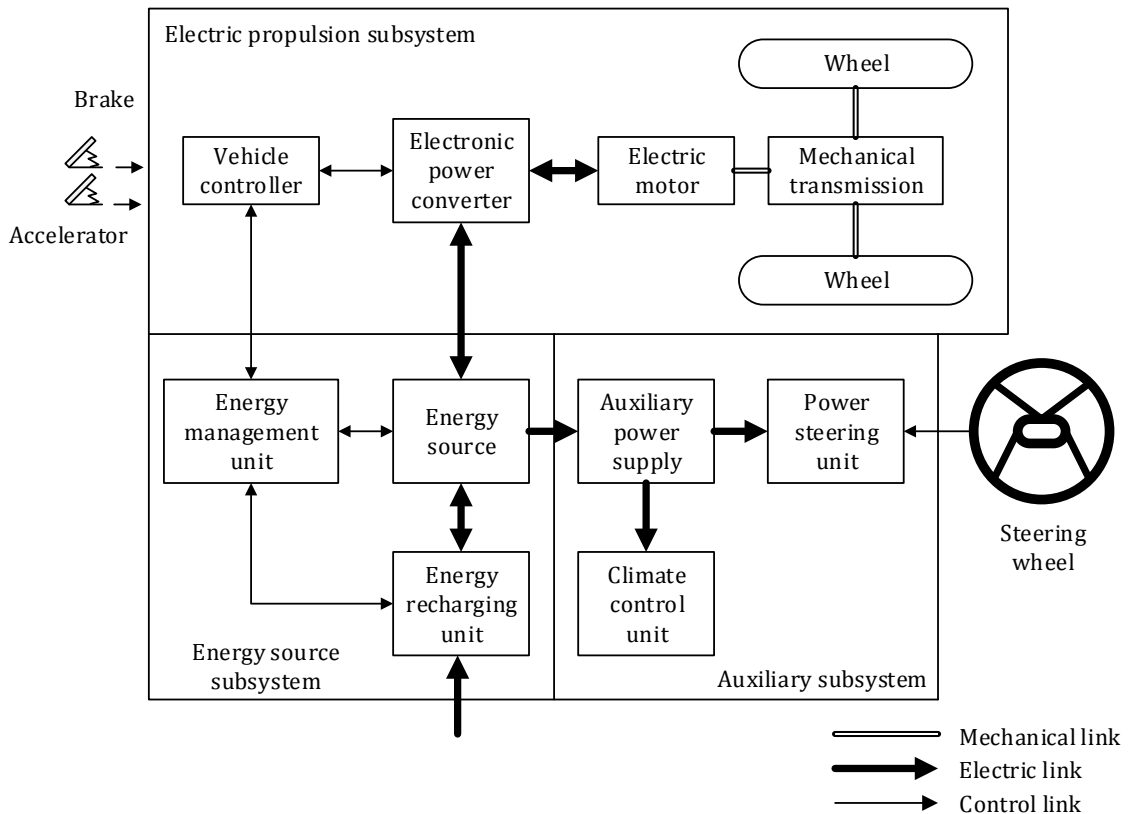 Electric propulsion subsystem
Wheel
Brake
Vehicle
controller
Electronic
power
converter
Electric
motor
Mechanical
transmission
Accelerator
Wheel
Energy
management
unit
Energy
source
Auxiliary
power
supply
Power
steering
unit
Steering
wheel
Energy
recharging
unit
Climate
control
unit
Energy source
subsystem
Auxiliary subsystem
Mechanical link
Electric link
Control link